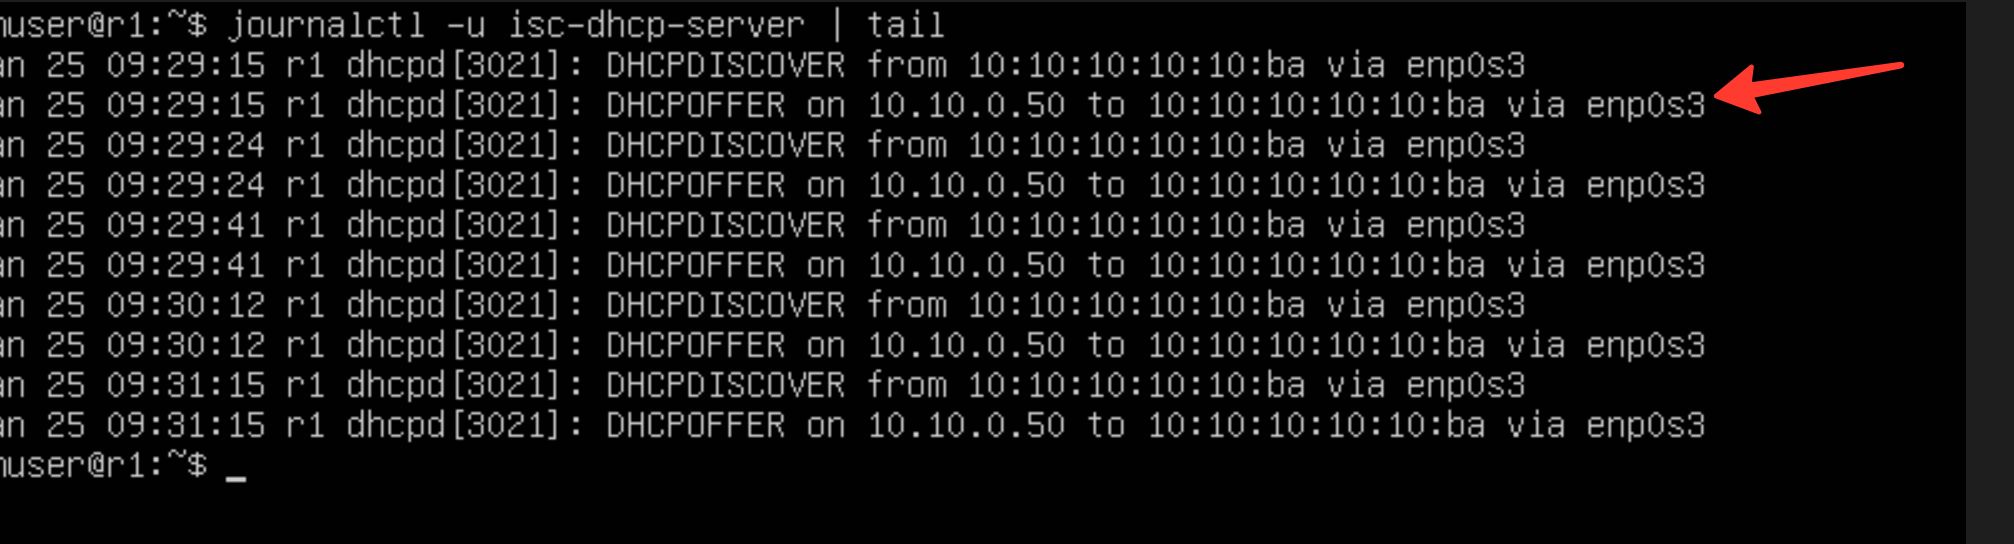 nuser@r1:~$ journalctl -u isc-dhcp-server | tail
an 25 09:29:15 r1 dhcpd[3021]: DHCPDISCOVER from 10:10:10:10:10:ba via enp0s3
an 25 09:29:15 r1 dhcpd[3021]: DHCPOFFER on 10.10.0.50 to 10:10:10:10:10:ba via enp0s3
an 25 09:29:24 r1 dhcpd[3021]: DHCPDISCOVER from 10:10:10:10:10:ba via enp0s3
an 25 09:29:24 r1 dhcpd[3021]: DHCPOFFER on 10.10.0.50 to 10:10:10:10:10:ba via enp0s3
an 25 09:29:41 r1 dhcpd[3021]: DHCPDISCOVER from 10:10:10:10:10:ba via enp0s3
an 25 09:29:41 r1 dhcpd[3021]: DHCPOFFER on 10.10.0.50 to 10:10:10:10:10:ba via enp0s3
an 25 09:30:12 r1 dhcpd[3021]: DHCPDISCOVER from 10:10:10:10:10:ba via enp0s3
an 25 09:30:12 r1 dhcpd[3021]: DHCPOFFER on 10.10.0.50 to 10:10:10:10:10:ba via enp0s3
an 25 09:31:15 r1 dhcpd[3021]: DHCPDISCOVER from 10:10:10:10:10:ba via enp0s3
an 25 09:31:15 r1 dhcpd[3021]: DHCPOFFER on 10.10.0.50 to 10:10:10:10:10:ba via enp0s3
nuser@r1:~$ _